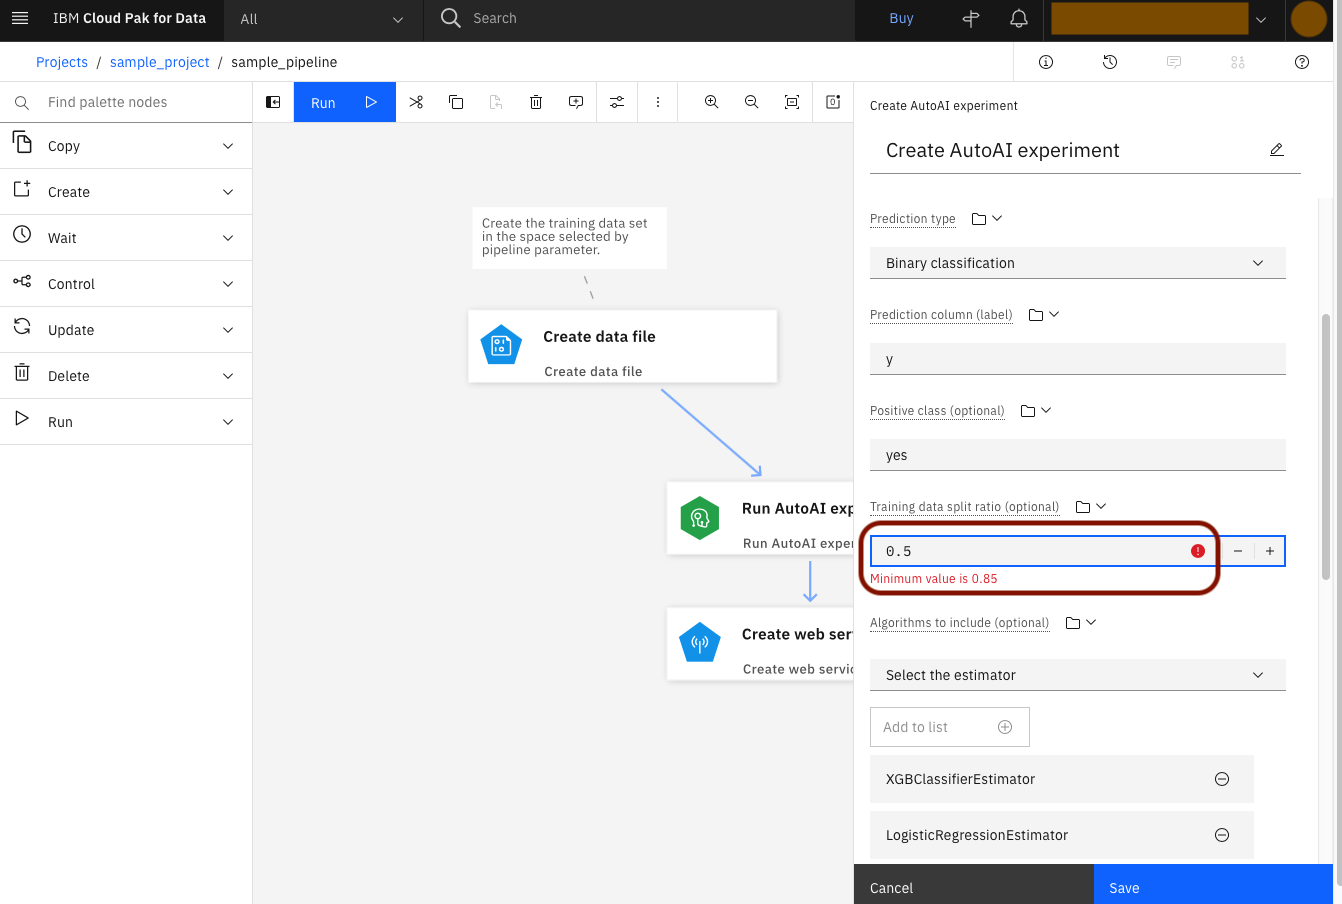 IBM Cloud Pak for Data
All
Search
Buy
Projects / sample_project / sample_pipeline
Find palette nodes
Run
Copy
Create
Wait
Control
Update
Delete
Run
Create the training data set
in the space selected by
pipeline parameter.
Create data file
Create data file
Run AutoAI exp
Run AutoAI exper
Create web ser
Create web servic
Create AutoAI experiment
Create AutoAI experiment
Prediction type
Binary classification
Prediction column (label)
y
Positive class (optional)
yes
Training data split ratio (optional)
0.5
Minimum value is 0.85
Algorithms to include (optional)
Select the estimator
Add to list
XGBClassifierEstimator
LogisticRegressionEstimator
Cancel
Save